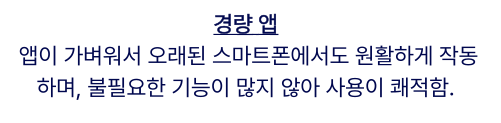 경량 앱
앱이 가벼워서 오래된 스마트폰에서도 원활하게 작동
하며, 불필요한 기능이 많지 않아 사용이 쾌적함.